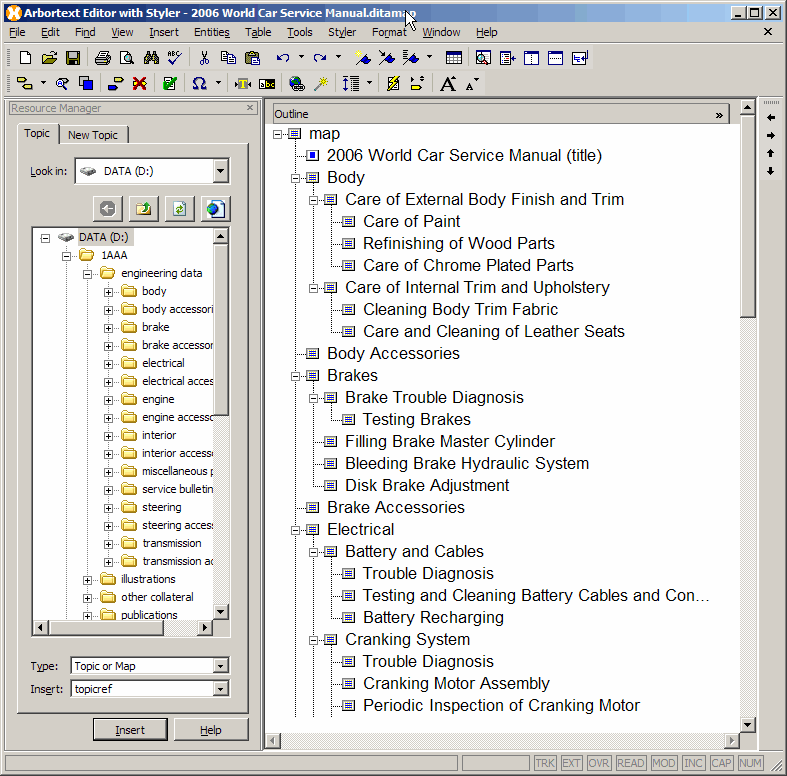 Arbortext Editor with Styler - 2006 World Car Service Manual.ditamap
File Edit Find View Insert Entities Table Tools Styler Format Window Help
Resource Manager
Topic New Topic
Look in: DATA (D:)
DATA (D:)
1AAA
engineering data
body
body accessori
brake
brake accessor
electrical
electrical acces
engine
engine accesso
interior
interior access
miscellaneous p
service bulletin
steering
steering acces
transmission
transmission ac
illustrations
other collateral
publications
Type: Topic or Map
Insert: topicref
Insert Help
Outline »
map
2006 World Car Service Manual (title)
Body
Care of External Body Finish and Trim
Care of Paint
Refinishing of Wood Parts
Care of Chrome Plated Parts
Care of Internal Trim and Upholstery
Cleaning Body Trim Fabric
Care and Cleaning of Leather Seats
Body Accessories
Brakes
Brake Trouble Diagnosis
Testing Brakes
Filling Brake Master Cylinder
Bleeding Brake Hydraulic System
Disk Brake Adjustment
Brake Accessories
Electrical
Battery and Cables
Trouble Diagnosis
Testing and Cleaning Battery Cables and Con...
Battery Recharging
Cranking System
Trouble Diagnosis
Cranking Motor Assembly
Periodic Inspection of Cranking Motor
TRK EXT OVR READ MOD INC CAP NUM